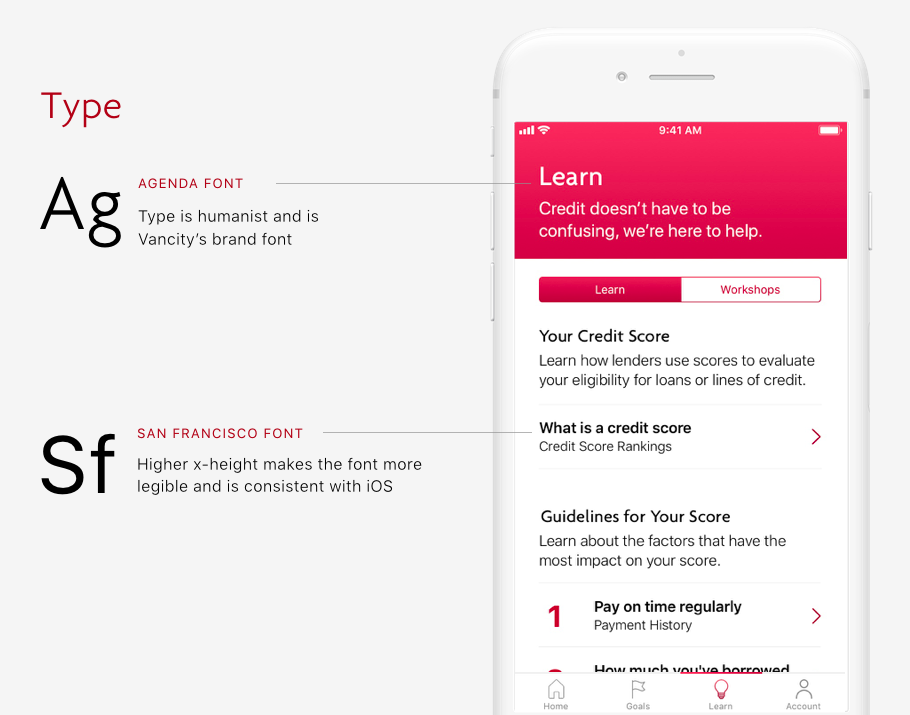 Type
Ag
AGENDA FONT
Type is humanist and is
Vancity’s brand font
Sf
SAN FRANCISCO FONT
Higher x-height makes the font more
legible and is consistent with iOS
9:41 AM
Learn
Credit doesn’t have to be
confusing, we’re here to help.
Learn
Workshops
Your Credit Score
Learn how lenders use scores to evaluate
your eligibility for loans or lines of credit.
What is a credit score
Credit Score Rankings
Guidelines for Your Score
Learn about the factors that have the
most impact on your score.
1
Pay on time regularly
Payment History
How much you've borrowed
Home
Goals
Learn
Account